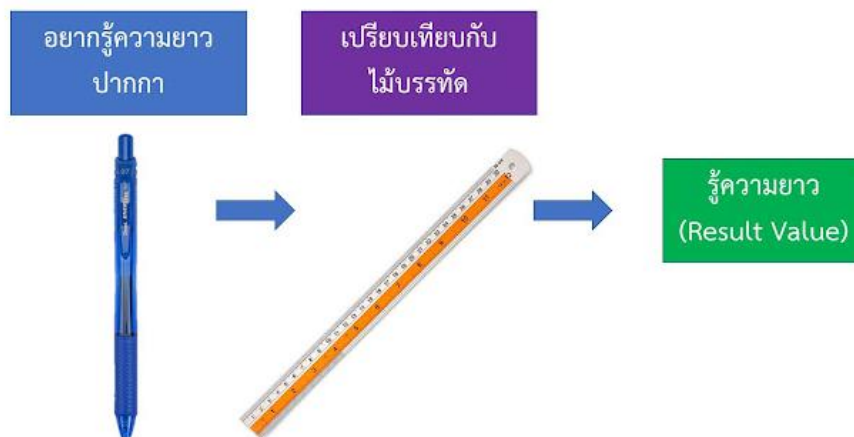 อยากรู้ความยาว
ปากกา
เปรียบเทียบกับ
ไม้บรรทัด
รู้ความยาว
(Result Value)